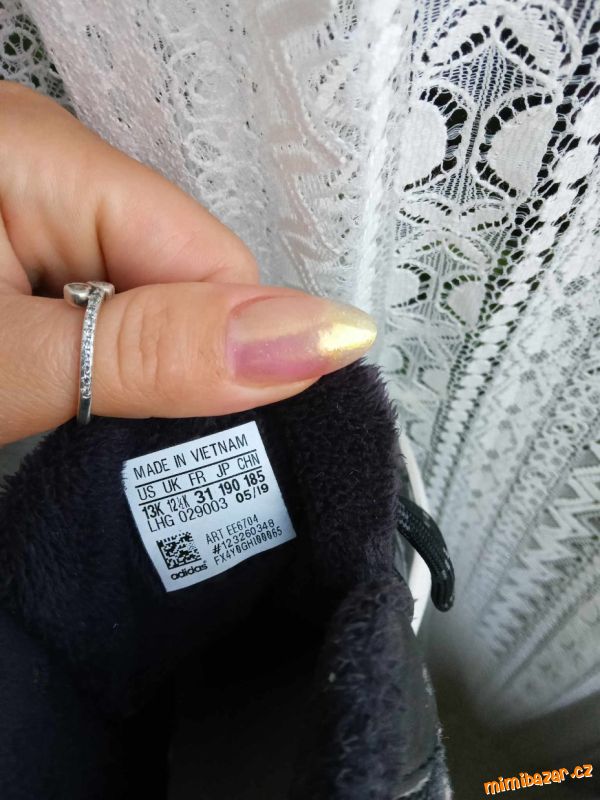 MADE IN VIETNAM
US UK FR JP CHN
13K 12½K 31 190 185
LHG 029003 05/19
ART EE6704
#123260348
FX4Y0GH100065
adidas
mimibazar.cz